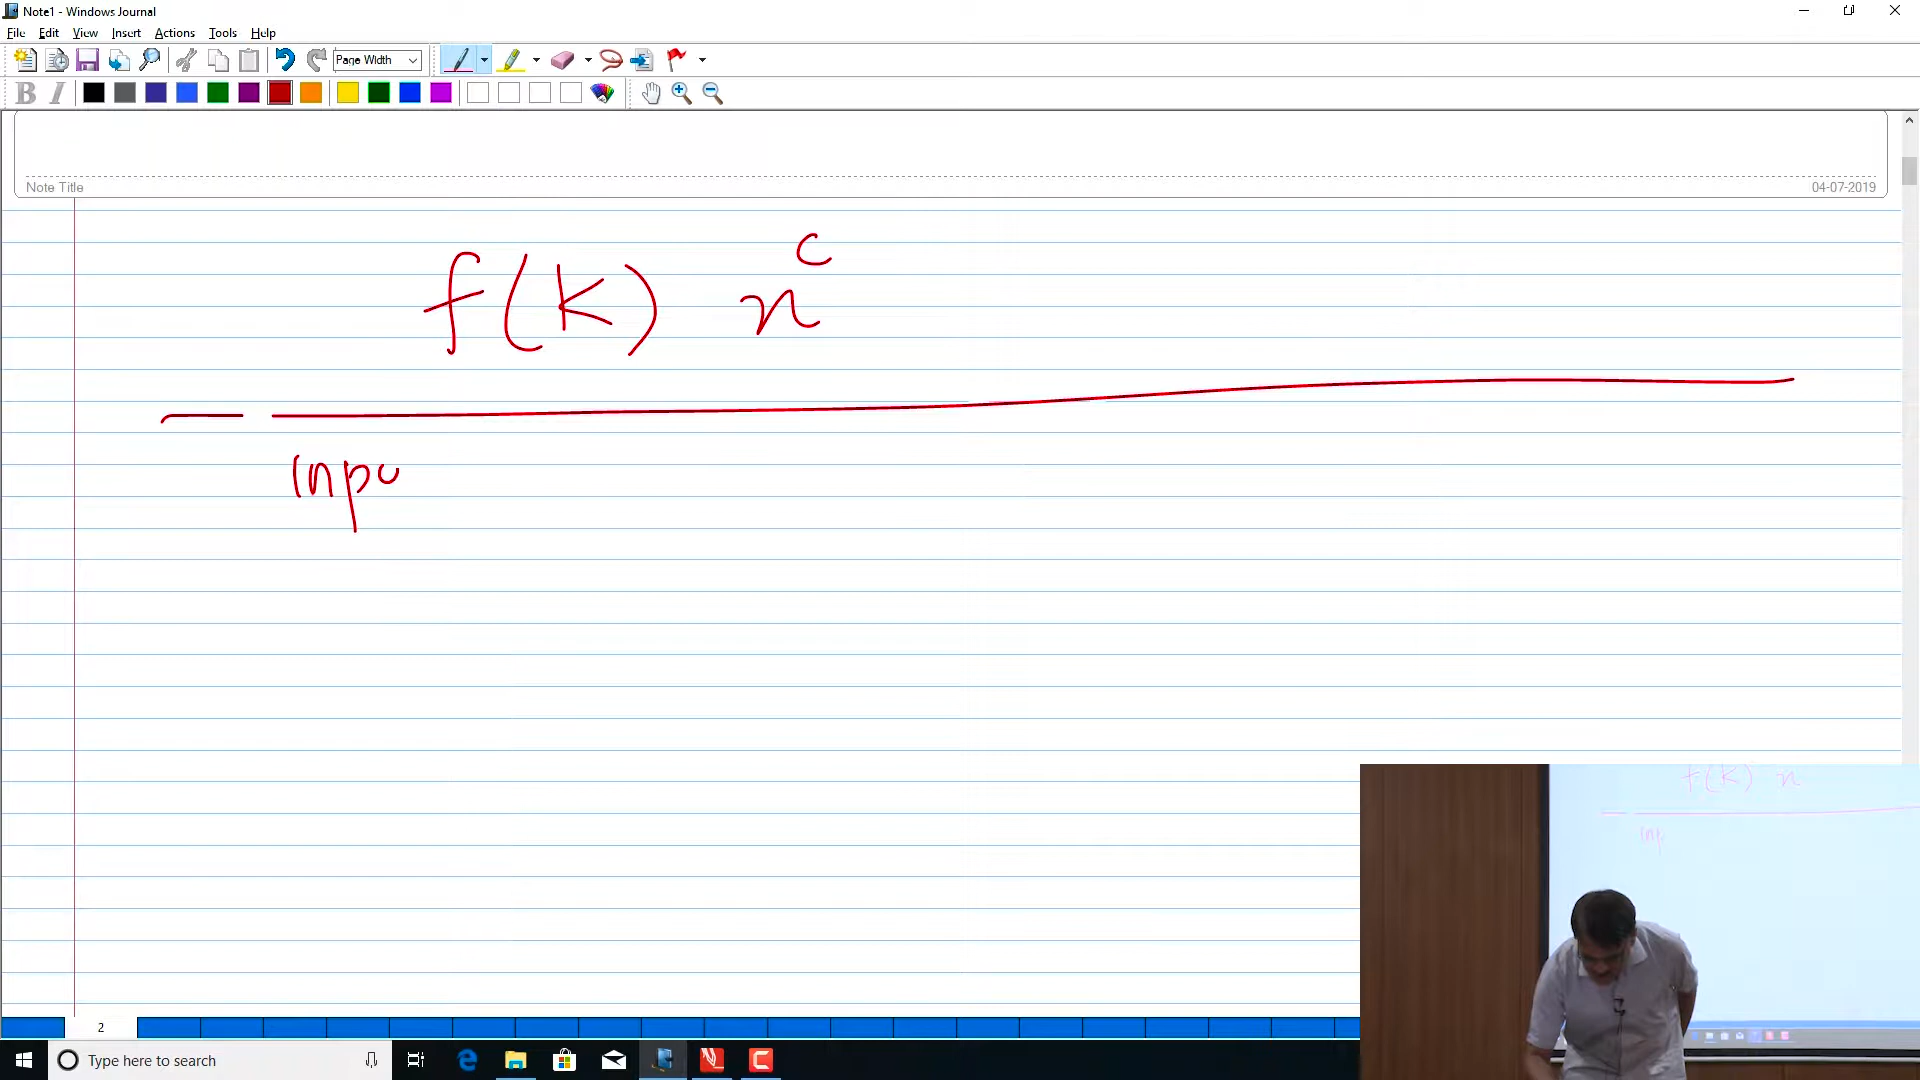 Note1 - Windows Journal
File Edit View Insert Actions Tools Help
Page Width
B I
Note Title
04-07-2019
f(k) n^c
inpu
f(k) n
inp
2
Type here to search